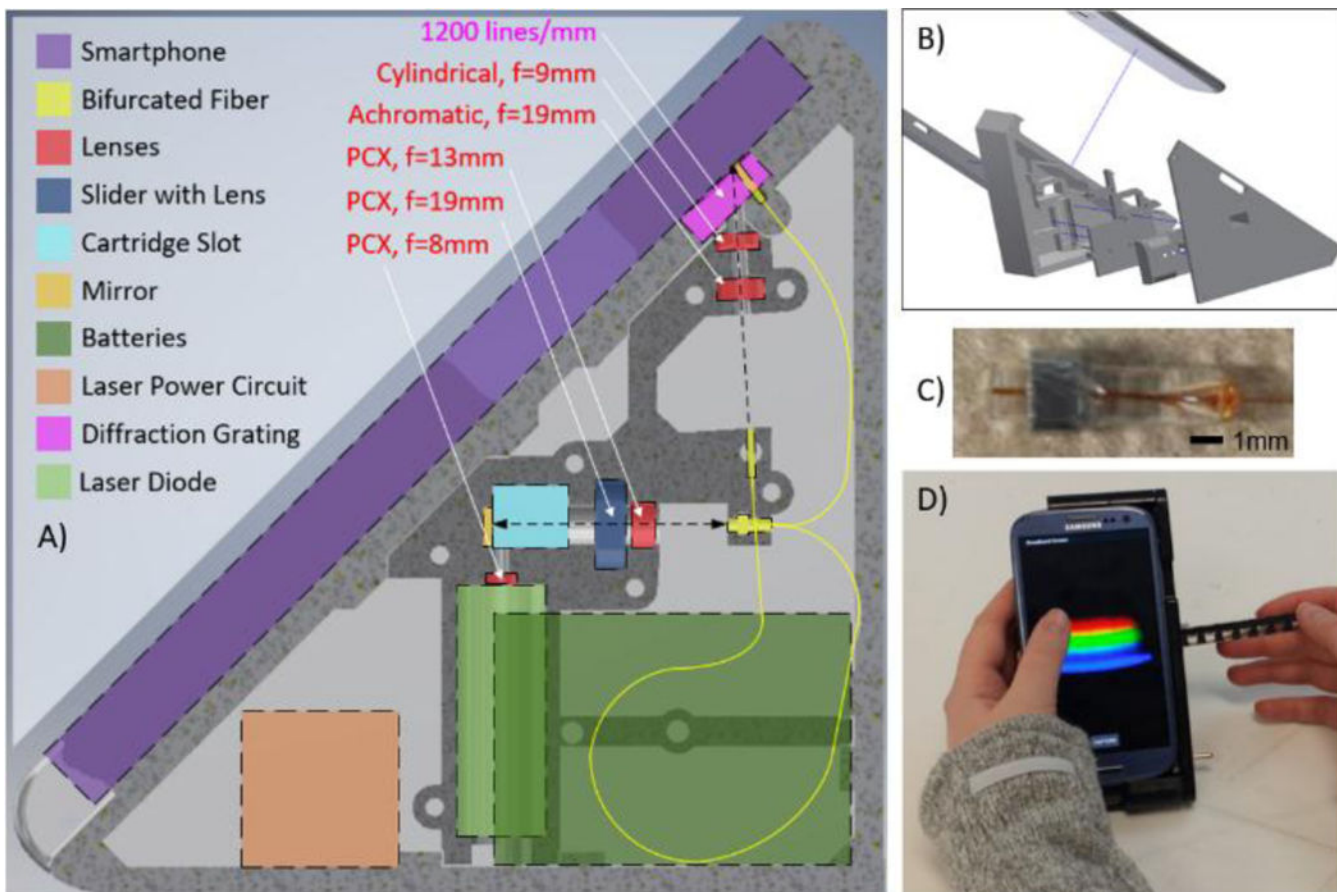 1200 lines/mm
Cylindrical, f=9mm
Achromatic, f=19mm
PCX, f=13mm
PCX, f=19mm
PCX, f=8mm
Smartphone
Bifurcated Fiber
Lenses
Slider with Lens
Cartridge Slot
Mirror
Batteries
Laser Power Circuit
Diffraction Grating
Laser Diode
A)
B)
C)
1mm
D)
SAMSUNG